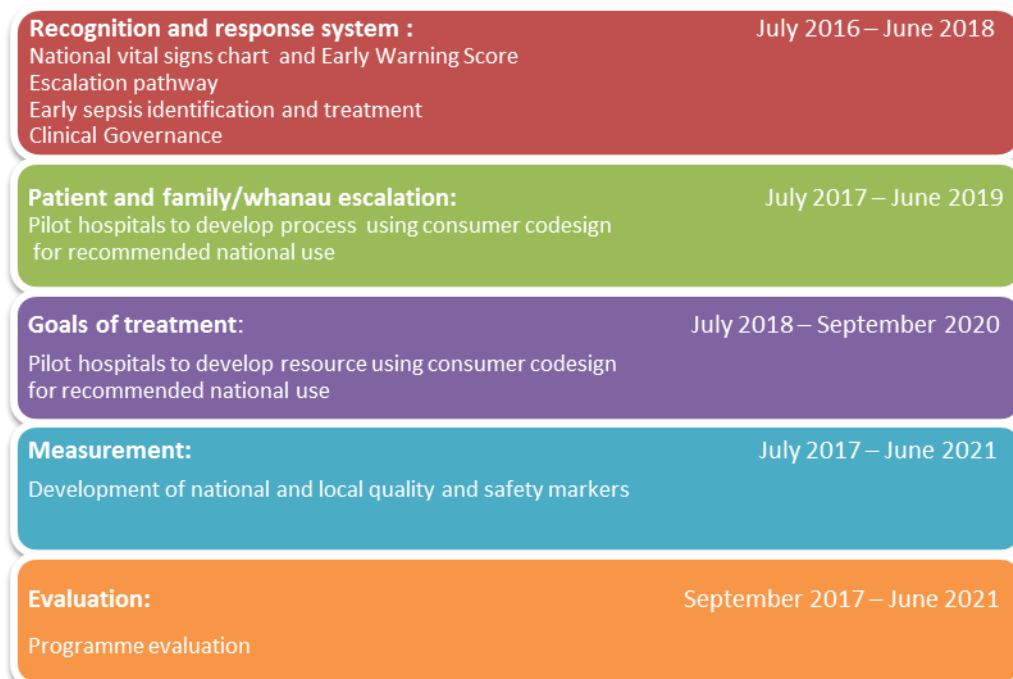 Recognition and response system : July 2016 – June 2018
National vital signs chart and Early Warning Score
Escalation pathway
Early sepsis identification and treatment
Clinical Governance
Patient and family/whanau escalation: July 2017 – June 2019
Pilot hospitals to develop process using consumer codesign
for recommended national use
Goals of treatment: July 2018 – September 2020
Pilot hospitals to develop resource using consumer codesign
for recommended national use
Measurement: July 2017 – June 2021
Development of national and local quality and safety markers
Evaluation: September 2017 – June 2021
Programme evaluation